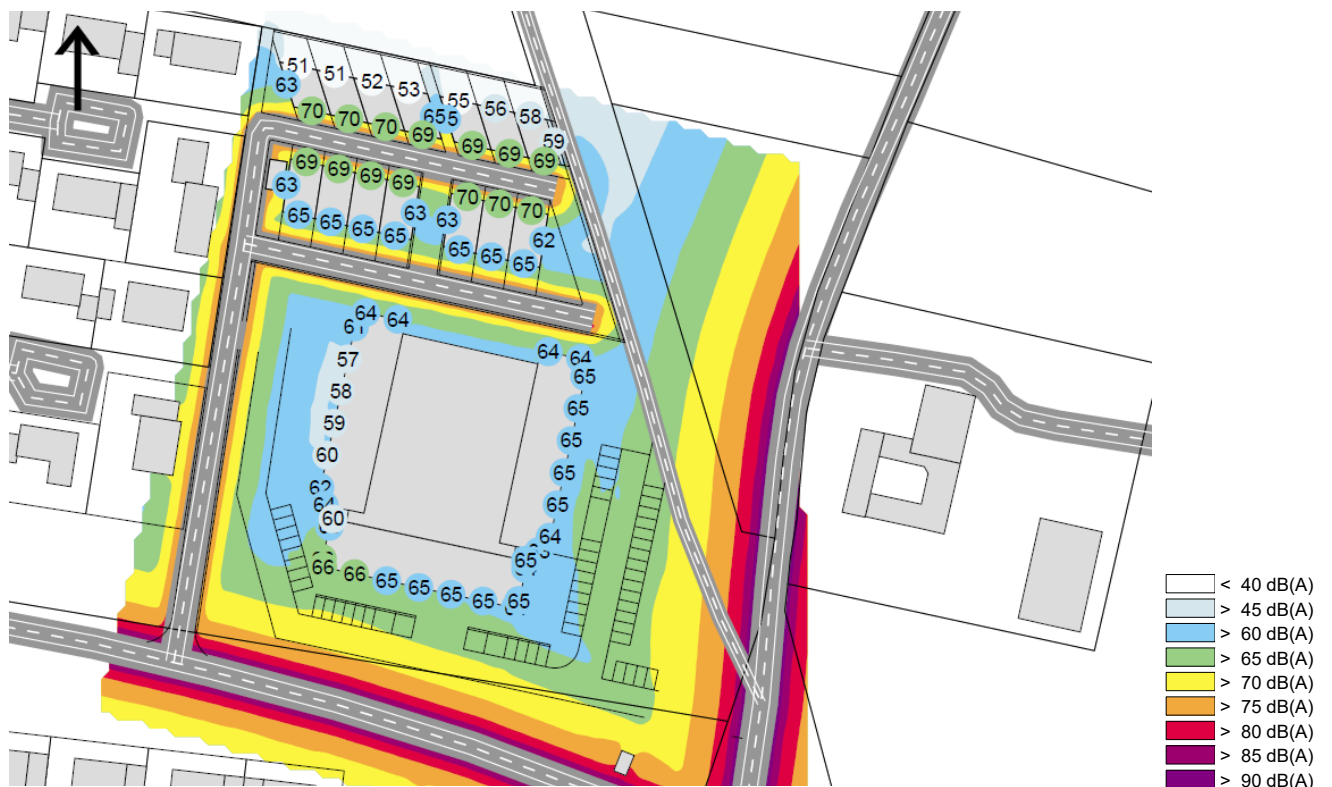 51 51 52 53 55 56 58
63 65 5 59
70 70 70 69 69 69 69
69 69 69 69 70 70 70
63 63 63 62
65 65 65 65 65 65 65
64 64 64 64
57 65
58 65
59 65
60 65
62 65
64 60 64
65
66 66 65 65 65 65 65
< 40 dB(A)
> 45 dB(A)
> 60 dB(A)
> 65 dB(A)
> 70 dB(A)
> 75 dB(A)
> 80 dB(A)
> 85 dB(A)
> 90 dB(A)